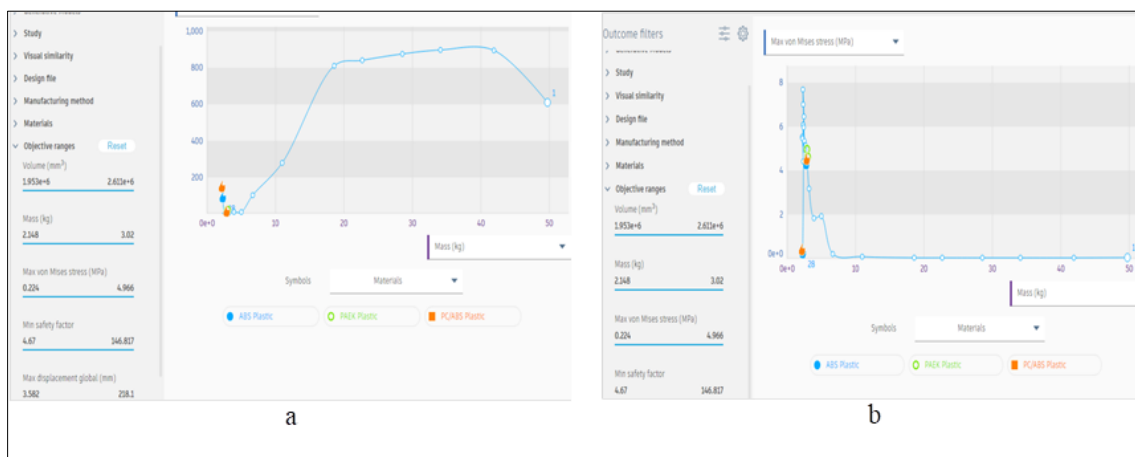 > Study
> Visual similarity
> Design file
> Manufacturing method
> Materials
Objective ranges Reset
Volume (mm³)
1.953e+6 2.611e+6
Mass (kg)
2.148 3.02
Max von Mises stress (MPa)
0.224 4.966
Min safety factor
4.67 146.817
Max displacement global (mm)
3.582 218.1
1,000
800
600
400
200
0e+0 10 20 30 40 50
1
Mass (kg)
Symbols Materials
ABS Plastic PAEK Plastic PC/ABS Plastic
a
Outcome filters
> Study
> Visual similarity
> Design file
> Manufacturing method
> Materials
Objective ranges Reset
Volume (mm³)
1.953e+6 2.611e+6
Mass (kg)
2.148 3.02
Max von Mises stress (MPa)
0.224 4.966
Min safety factor
4.67 146.817
Max von Mises stress (MPa)
8
6
4
2
0e+0
26
0e+0 10 20 30 40 50
1
Mass (kg)
Symbols Materials
ABS Plastic PAEK Plastic PC/ABS Plastic
b